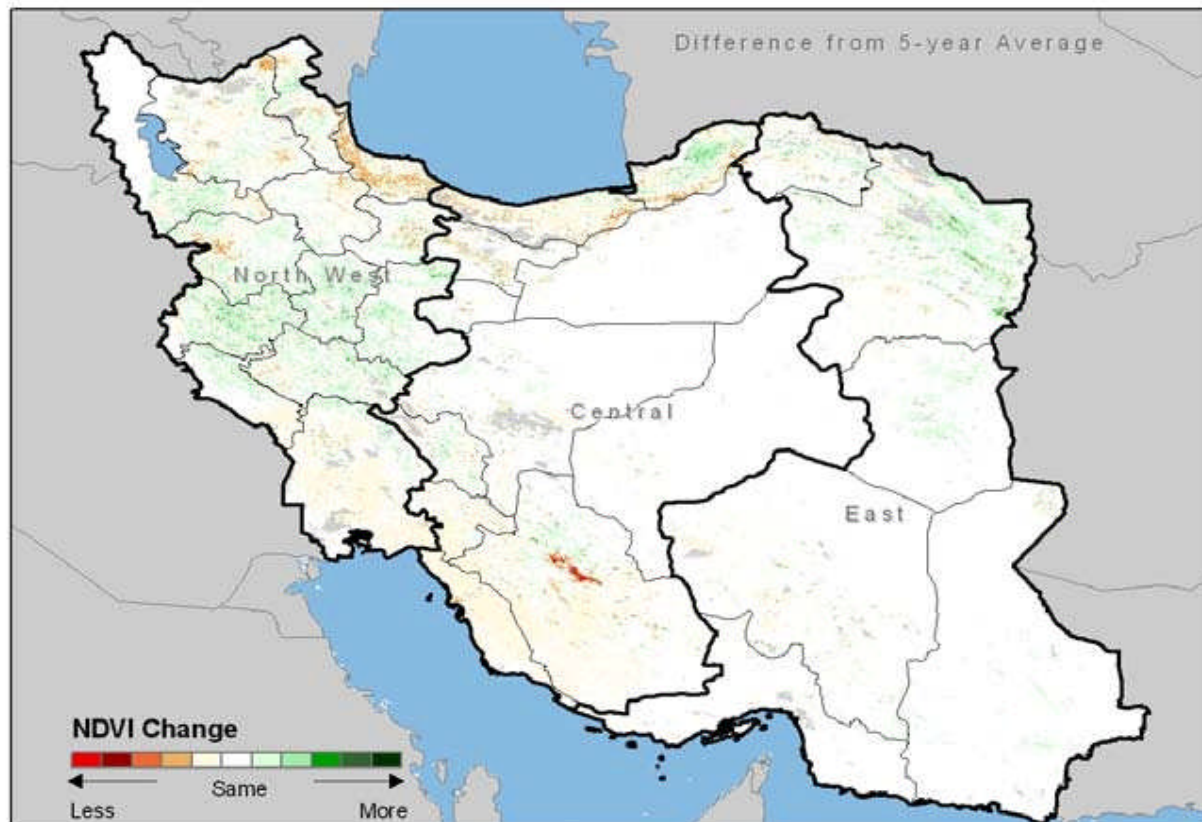 Difference from 5-year Average
North West
Central
East
NDVI Change
Same
Less
More